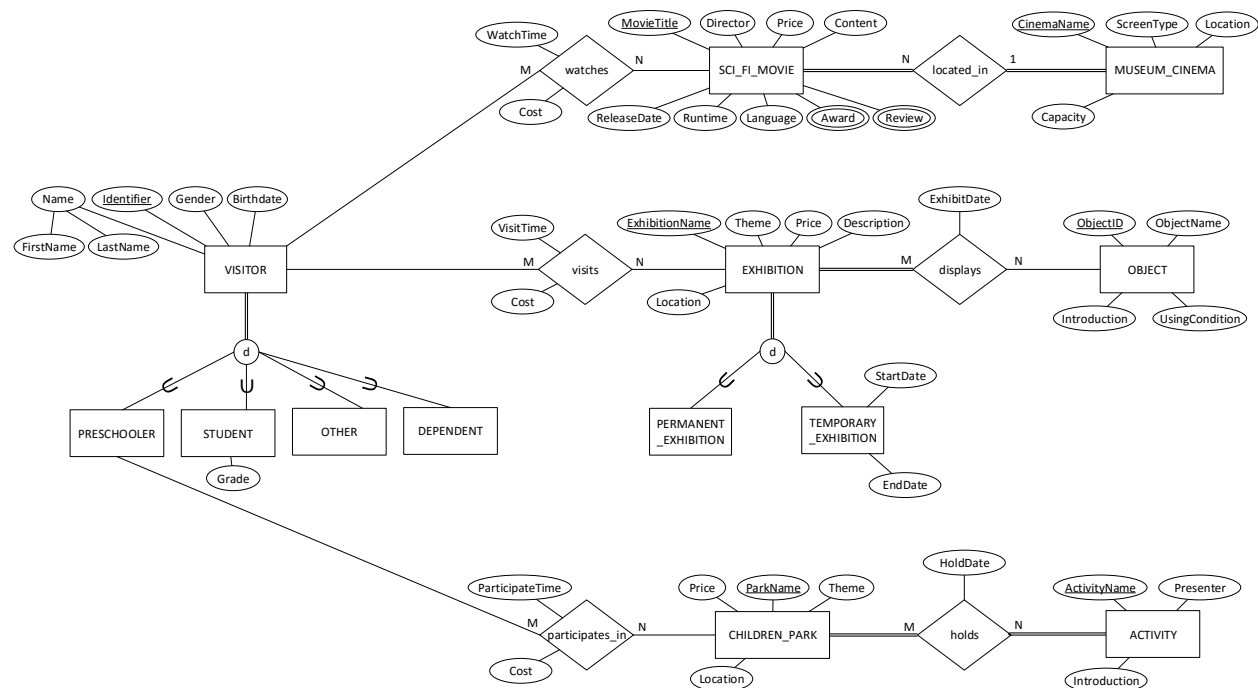 MovieTitle
Director
Price
Content
CinemaName
ScreenType
Location
WatchTime
M
watches
N
SCI_FI_MOVIE
N
located_in
1
MUSEUM_CINEMA
Cost
ReleaseDate
Runtime
Language
Award
Review
Capacity
Name
Identifier
Gender
Birthdate
FirstName
LastName
VISITOR
VisitTime
M
visits
N
Cost
ExhibitionName
Theme
Price
Description
EXHIBITION
Location
ExhibitDate
M
displays
N
ObjectID
ObjectName
OBJECT
Introduction
UsingCondition
d
d
PRESCHOOLER
STUDENT
OTHER
DEPENDENT
Grade
PERMANENT
_EXHIBITION
TEMPORARY
_EXHIBITION
StartDate
EndDate
ParticipateTime
M
participates_in
N
Cost
Price
ParkName
Theme
CHILDREN_PARK
Location
HoldDate
M
holds
N
ActivityName
Presenter
ACTIVITY
Introduction